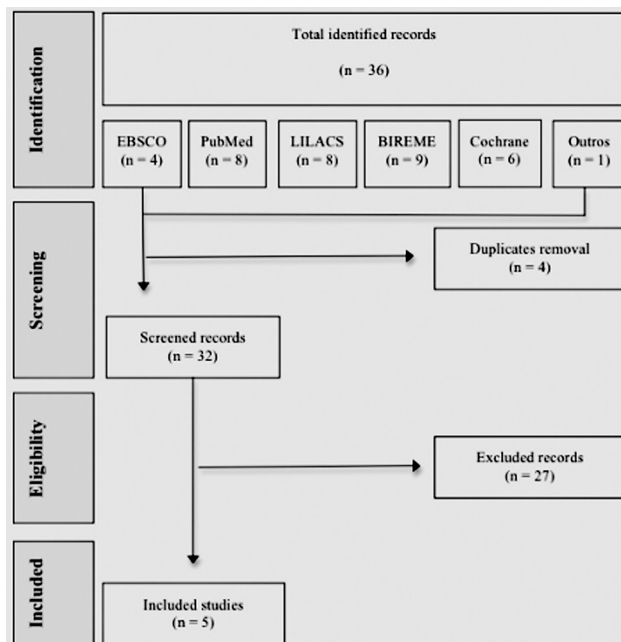 Identification
Total identified records
(n = 36)
EBSCO
(n = 4)
PubMed
(n = 8)
LILACS
(n = 8)
BIREME
(n = 9)
Cochrane
(n = 6)
Outros
(n = 1)
Screening
Duplicates removal
(n = 4)
Screened records
(n = 32)
Eligibility
Excluded records
(n = 27)
Included
Included studies
(n = 5)